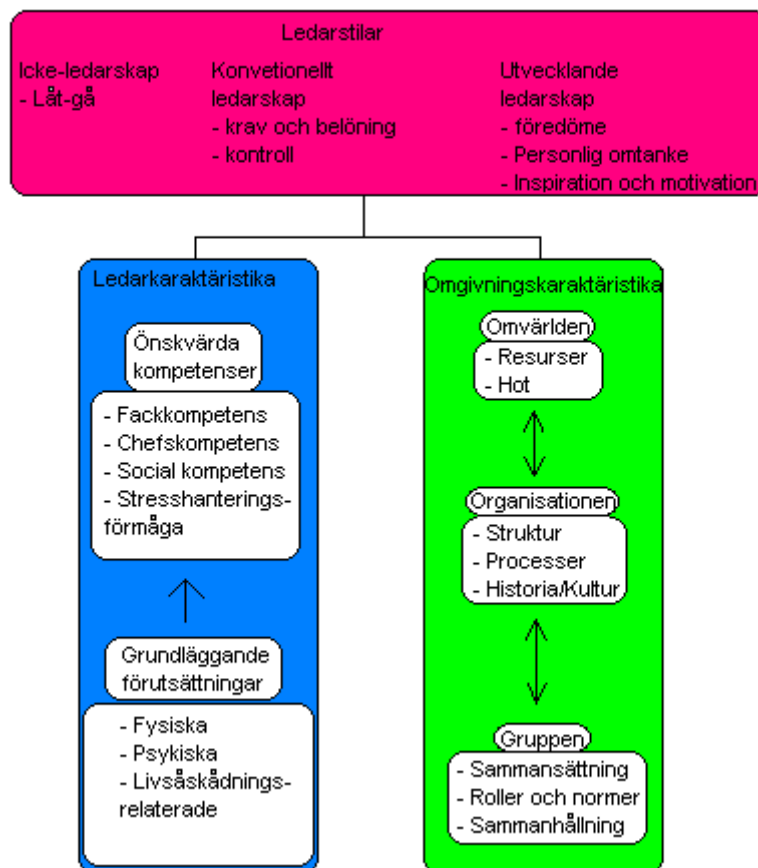 Ledarstilar
Icke-ledarskap
- Låt-gå
Konvetionellt
ledarskap
- krav och belöning
- kontroll
Utvecklande
ledarskap
- föredöme
- Personlig omtanke
- Inspiration och motivation
Ledarkaraktäristika
Önskvärda
kompetenser
- Fackkompetens
- Chefskompetens
- Social kompetens
- Stresshanterings-
förmåga
Grundläggande
förutsättningar
- Fysiska
- Psykiska
- Livsåskådnings-
relaterade
Omgivningskaraktäristika
Omvärlden
- Resurser
- Hot
Organisationen
- Struktur
- Processer
- Historia/Kultur
Gruppen
- Sammansättning
- Roller och normer
- Sammanhållning